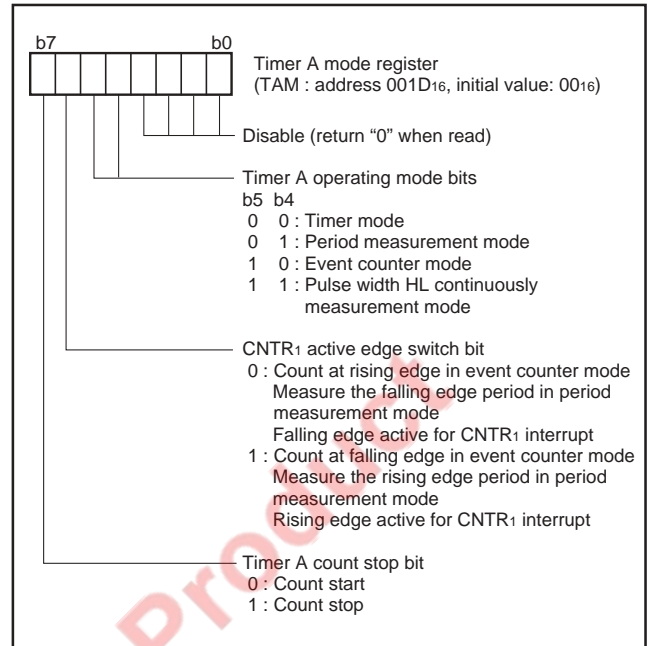 b7 b0
Timer A mode register
(TAM : address 001D16, initial value: 0016)
Disable (return “0” when read)
Timer A operating mode bits
b5 b4
0 0 : Timer mode
0 1 : Period measurement mode
1 0 : Event counter mode
1 1 : Pulse width HL continuously
measurement mode
CNTR1 active edge switch bit
0 : Count at rising edge in event counter mode
Measure the falling edge period in period
measurement mode
Falling edge active for CNTR1 interrupt
1 : Count at falling edge in event counter mode
Measure the rising edge period in period
measurement mode
Rising edge active for CNTR1 interrupt
Timer A count stop bit
0 : Count start
1 : Count stop
Product